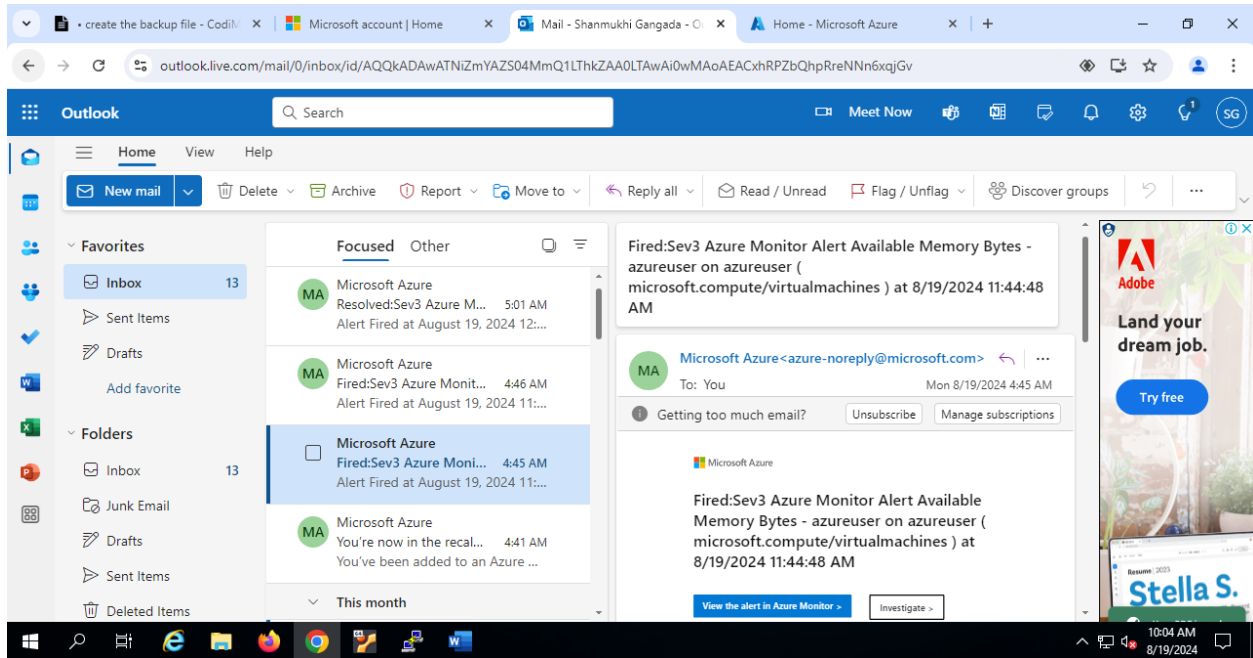 • create the backup file - CodiM
Microsoft account | Home
Mail - Shanmukhi Gangada - O
Home - Microsoft Azure
outlook.live.com/mail/0/inbox/id/AQQkADAwATNiZmYAZS04MmQ1LThkZAA0LTAwAi0wMAoAEACxhRPZbQhpRreNNn6xqjGv
Outlook
Search
Meet Now
1
SG
Home
View
Help
New mail
Delete
Archive
Report
Move to
Reply all
Read / Unread
Flag / Unflag
Discover groups
Favorites
Inbox 13
Sent Items
Drafts
Add favorite
Folders
Inbox 13
Junk Email
Drafts
Sent Items
Deleted Items
Focused
Other
MA
Microsoft Azure
Resolved:Sev3 Azure M... 5:01 AM
Alert Fired at August 19, 2024 12:...
MA
Microsoft Azure
Fired:Sev3 Azure Monit... 4:46 AM
Alert Fired at August 19, 2024 11:...
Microsoft Azure
Fired:Sev3 Azure Moni... 4:45 AM
Alert Fired at August 19, 2024 11:...
MA
Microsoft Azure
You're now in the recal... 4:41 AM
You've been added to an Azure ...
This month
Fired:Sev3 Azure Monitor Alert Available Memory Bytes -
azureuser on azureuser (
microsoft.compute/virtualmachines ) at 8/19/2024 11:44:48
AM
MA
Microsoft Azure<azure-noreply@microsoft.com>
To: You
Mon 8/19/2024 4:45 AM
Getting too much email?
Unsubscribe
Manage subscriptions
Microsoft Azure
Fired:Sev3 Azure Monitor Alert Available
Memory Bytes - azureuser on azureuser (
microsoft.compute/virtualmachines ) at
8/19/2024 11:44:48 AM
View the alert in Azure Monitor >
Investigate >
Adobe
Land your
dream job.
Try free
Resume 2023
Stella S.
10:04 AM
8/19/2024